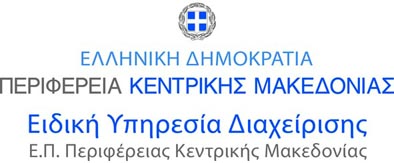 ΕΛΛΗΝΙΚΗ ΔΗΜΟΚΡΑΤΙΑ
ΠΕΡΙΦΕΡΕΙΑ ΚΕΝΤΡΙΚΗΣ ΜΑΚΕΔΟΝΙΑΣ
Ειδική Υπηρεσία Διαχείρισης
Ε.Π. Περιφέρειας Κεντρικής Μακεδονίας